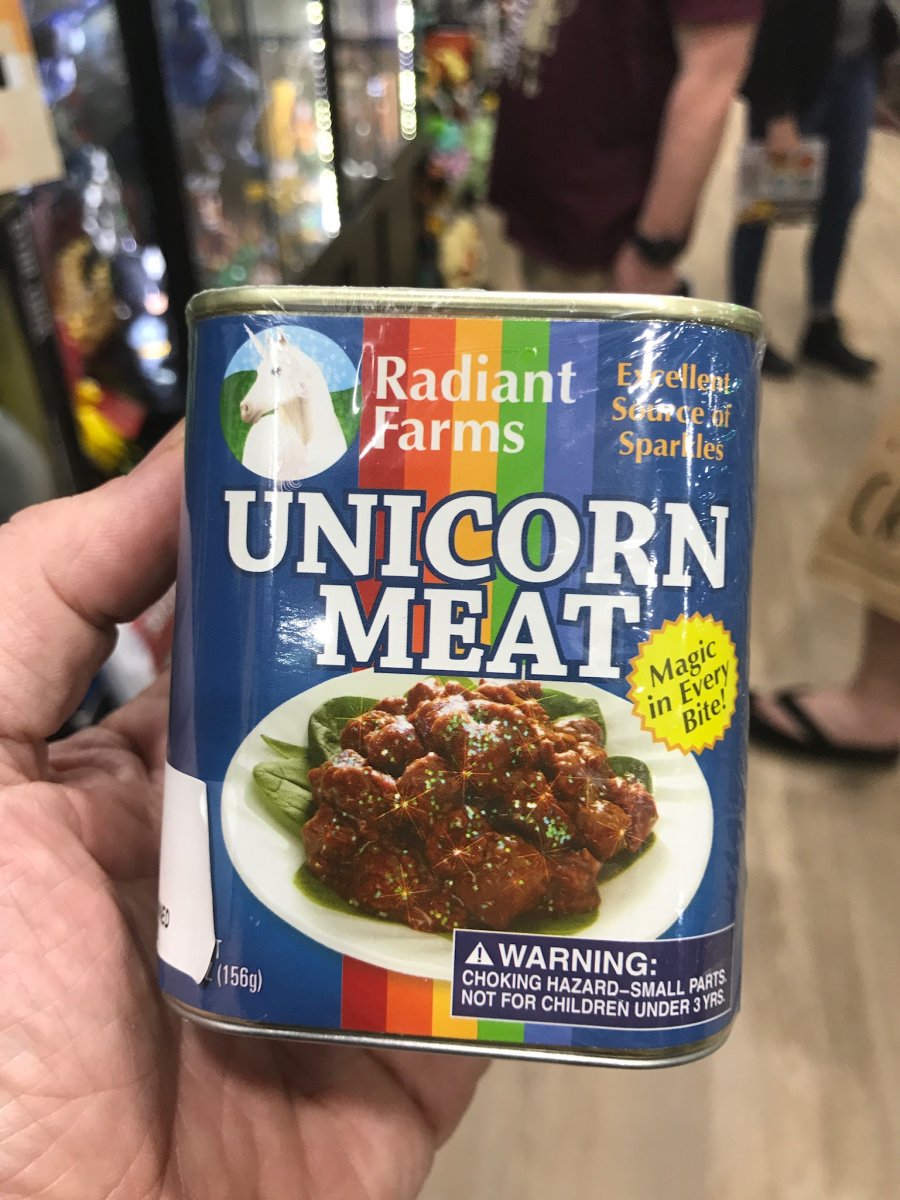 Radiant
Farms
Excellent
Source of
Sparkles
UNICORN
MEAT
Magic
in Every
Bite!
(156g)
WARNING:
CHOKING HAZARD–SMALL PARTS.
NOT FOR CHILDREN UNDER 3 YRS.